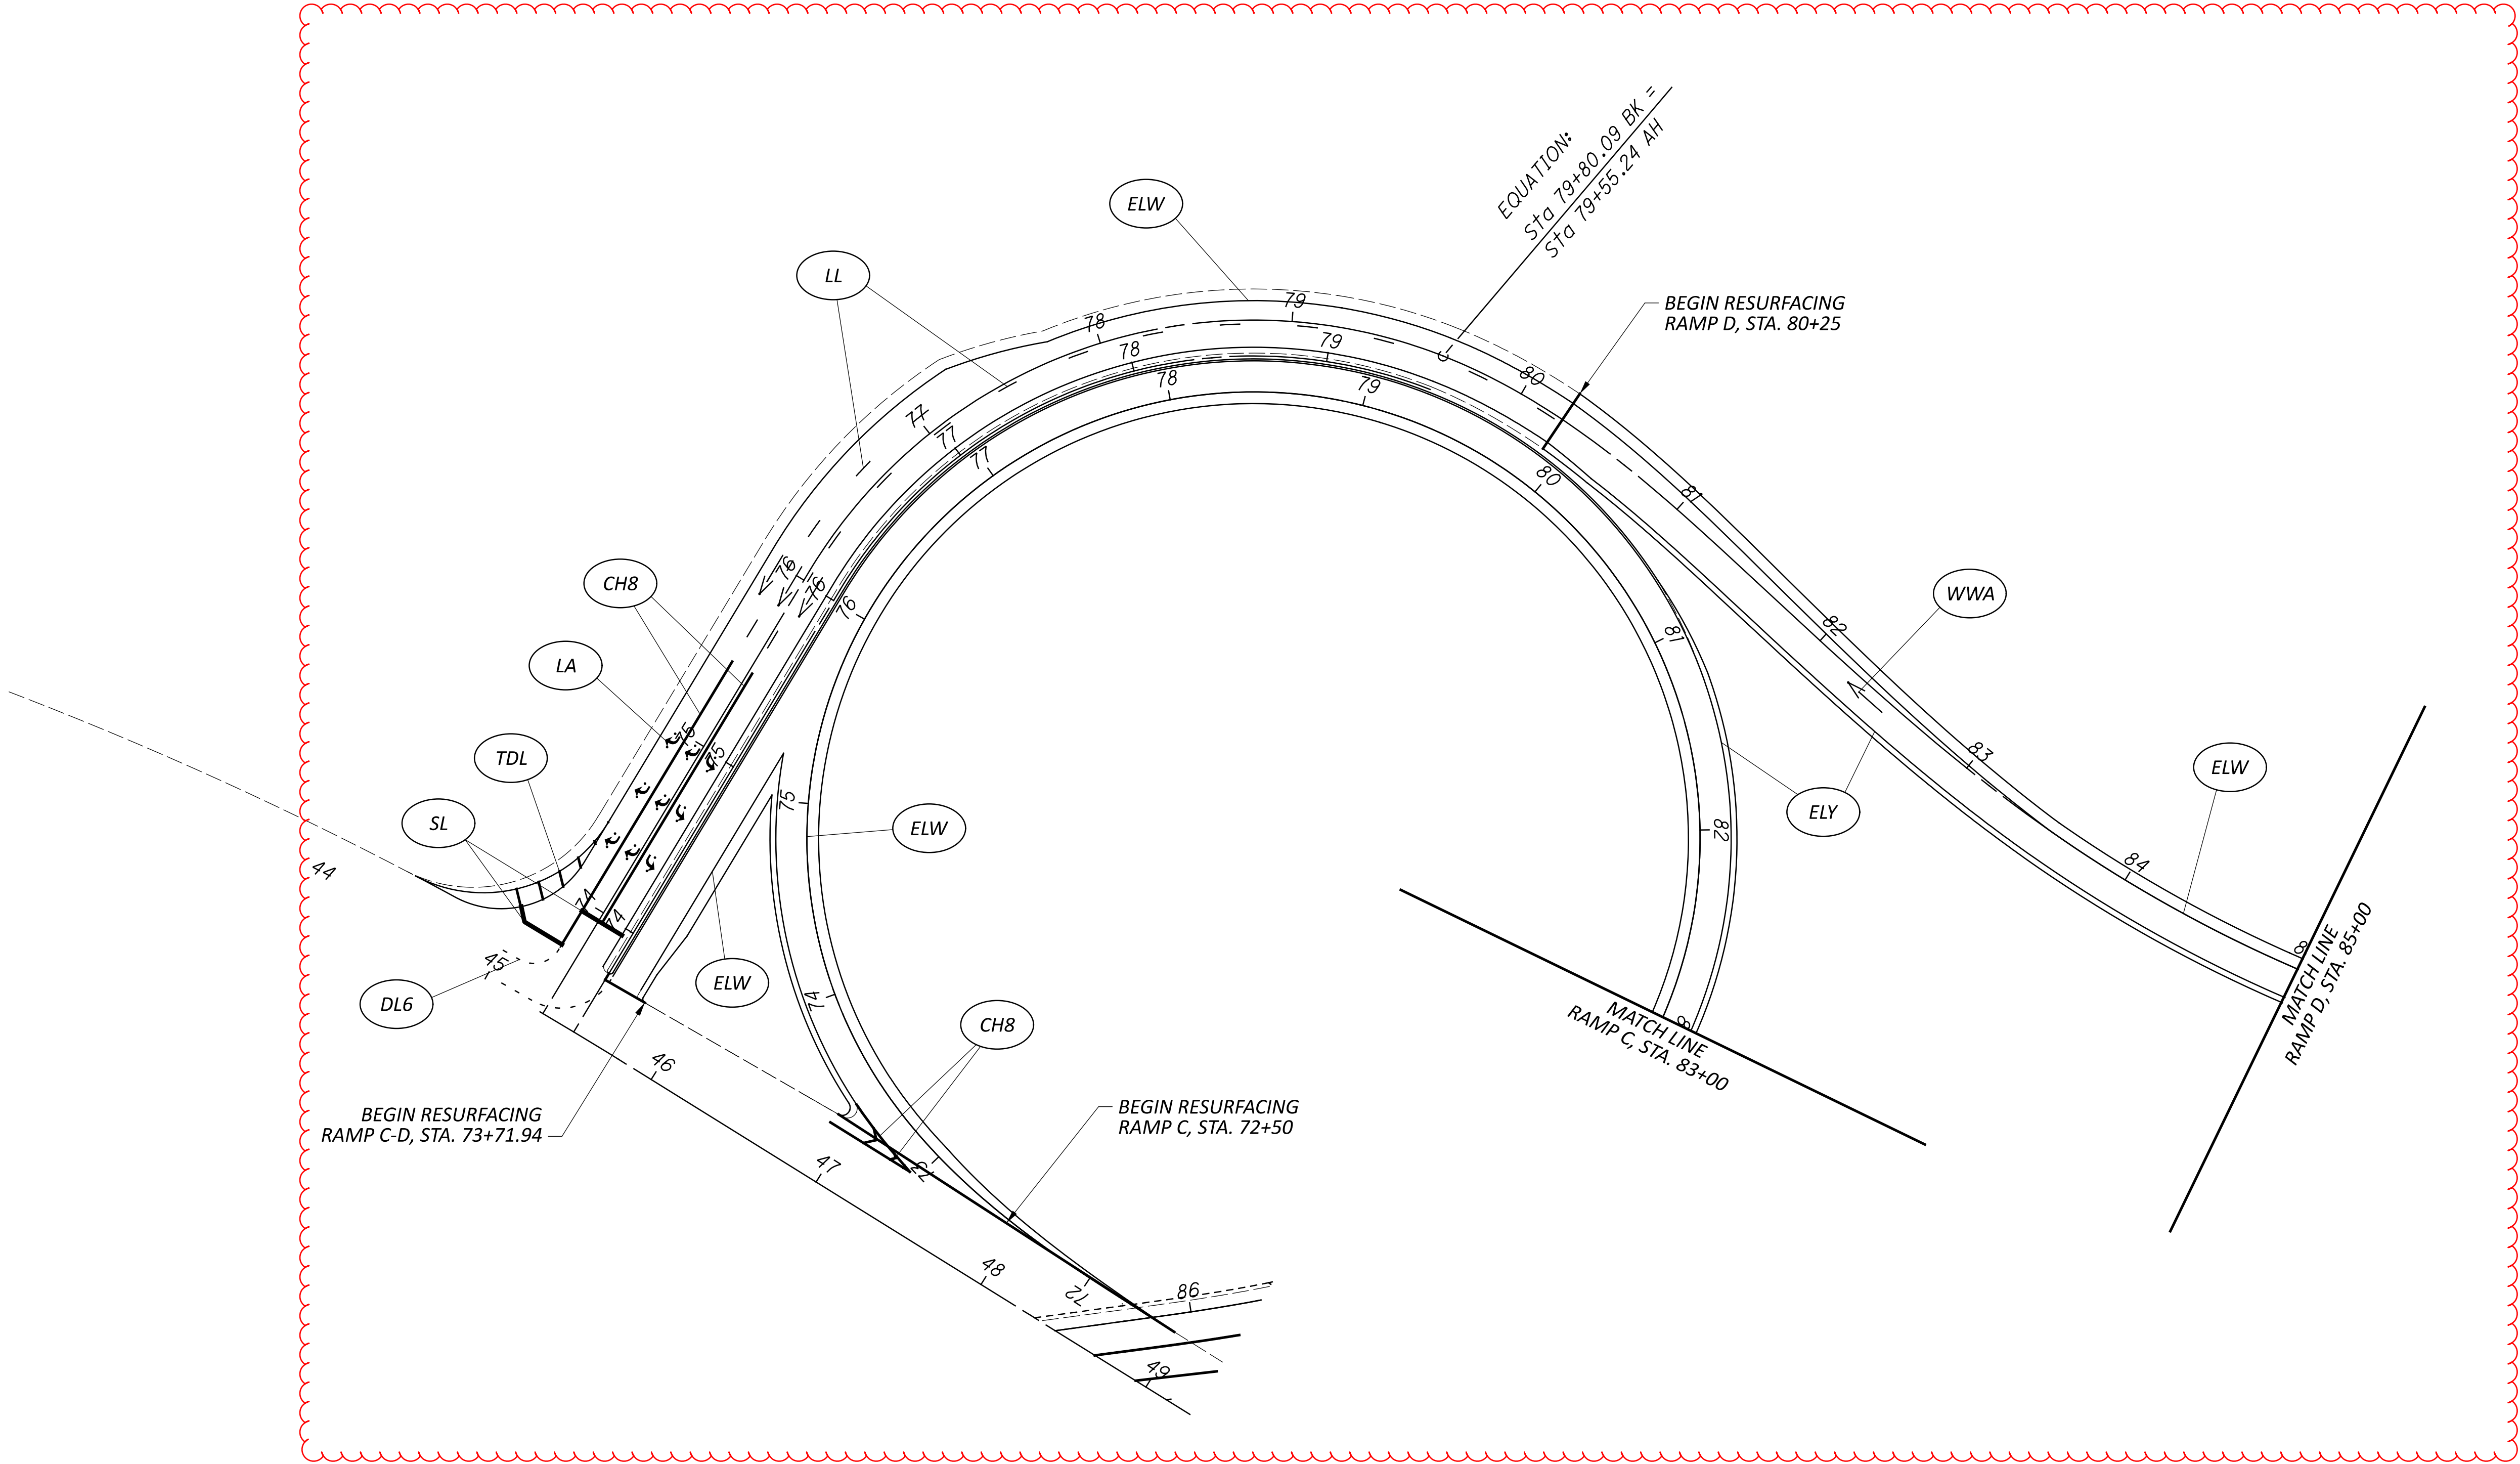 EQUATION:
Sta 79+80.09 BK =
Sta 79+55.24 AH
ELW
LL
BEGIN RESURFACING
RAMP D, STA. 80+25
79
78
79
78
78
79
80
77
77
77
80
81
76
76
76
CH8
WWA
81
82
LA
75
75
TDL
83
ELW
75
SL
ELW
ELY
82
44
84
74
74
45
ELW
74
DL6
8
MATCH LINE
RAMP D, STA. 85+00
CH8
8
MATCH LINE
RAMP C, STA. 83+00
46
BEGIN RESURFACING
RAMP C-D, STA. 73+71.94
BEGIN RESURFACING
RAMP C, STA. 72+50
47
73
48
72
86
49